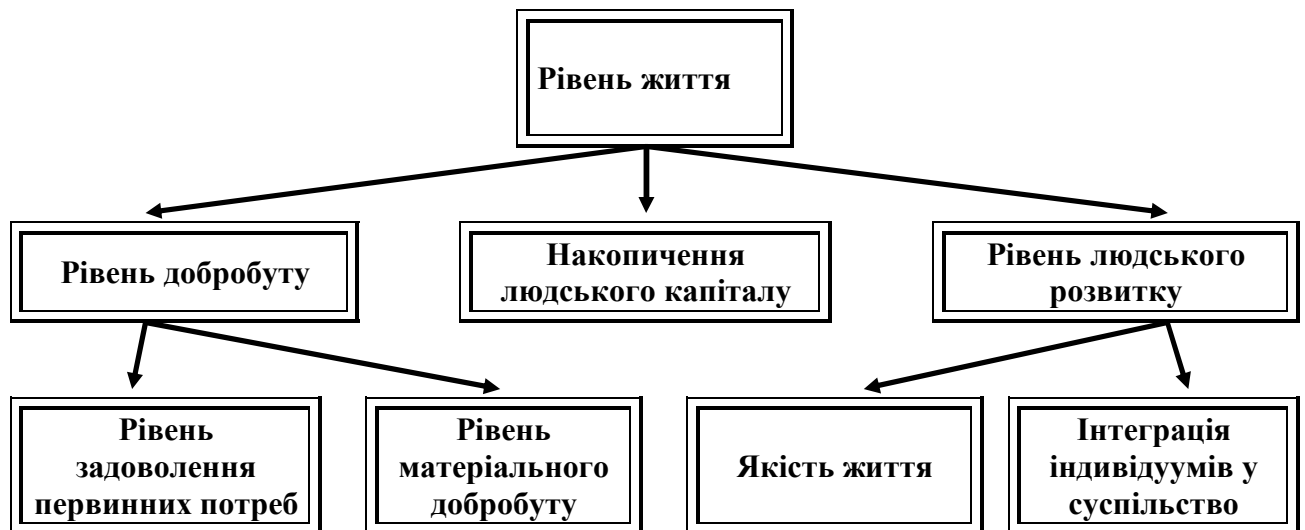 Рівень життя
Рівень добробуту
Накопичення
людського капіталу
Рівень людського
розвитку
Рівень
задоволення
первинних потреб
Рівень
матеріального
добробуту
Якість життя
Інтеграція
індивідуумів у
суспільство